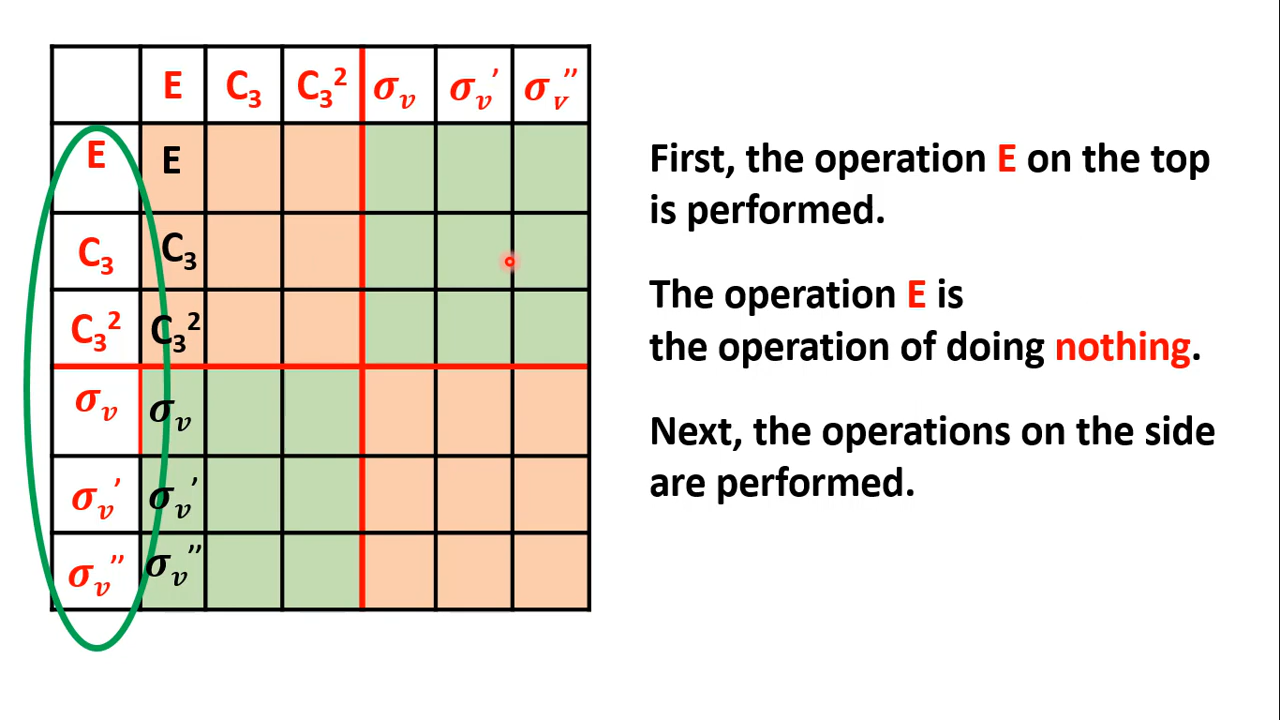 E C₃ C₃² σᵥ σᵥ’ σᵥ’’
E E
C₃ C₃
C₃² C₃²
σᵥ σᵥ
σᵥ’ σᵥ’
σᵥ’’ σᵥ’’
First, the operation E on the top
is performed.
The operation E is
the operation of doing nothing.
Next, the operations on the side
are performed.